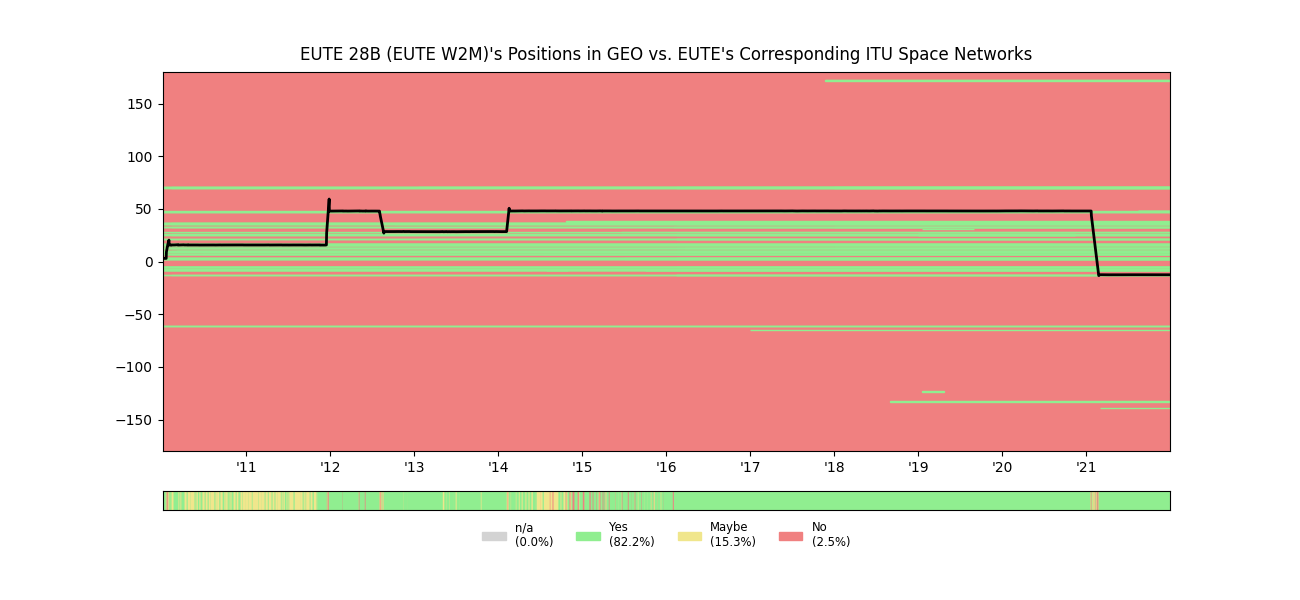 EUTE 28B (EUTE W2M)'s Positions in GEO vs. EUTE's Corresponding ITU Space Networks
150
100
50
0
−50
−100
−150
'11 '12 '13 '14 '15 '16 '17 '18 '19 '20 '21
n/a Yes Maybe No
(0.0%) (82.2%) (15.3%) (2.5%)